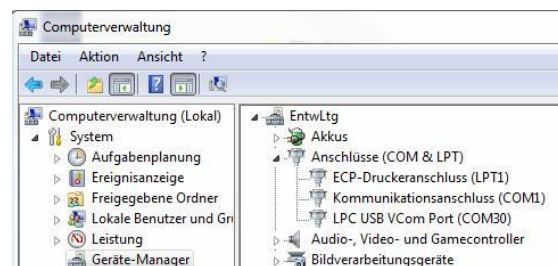 Computerverwaltung
Datei Aktion Ansicht ?
Computerverwaltung (Lokal)
System
Aufgabenplanung
Ereignisanzeige
Freigegebene Ordner
Lokale Benutzer und
Leistung
Geräte-Manager
EntwLtg
Akkus
Anschlüsse (COM & LPT)
ECP-Druckeranschluss (LPT1)
Kommunikationsanschluss (COM1)
LPC USB VCom Port (COM30)
Audio-, Video- und Gamecontroller
Bildverarbeitungsgeräte